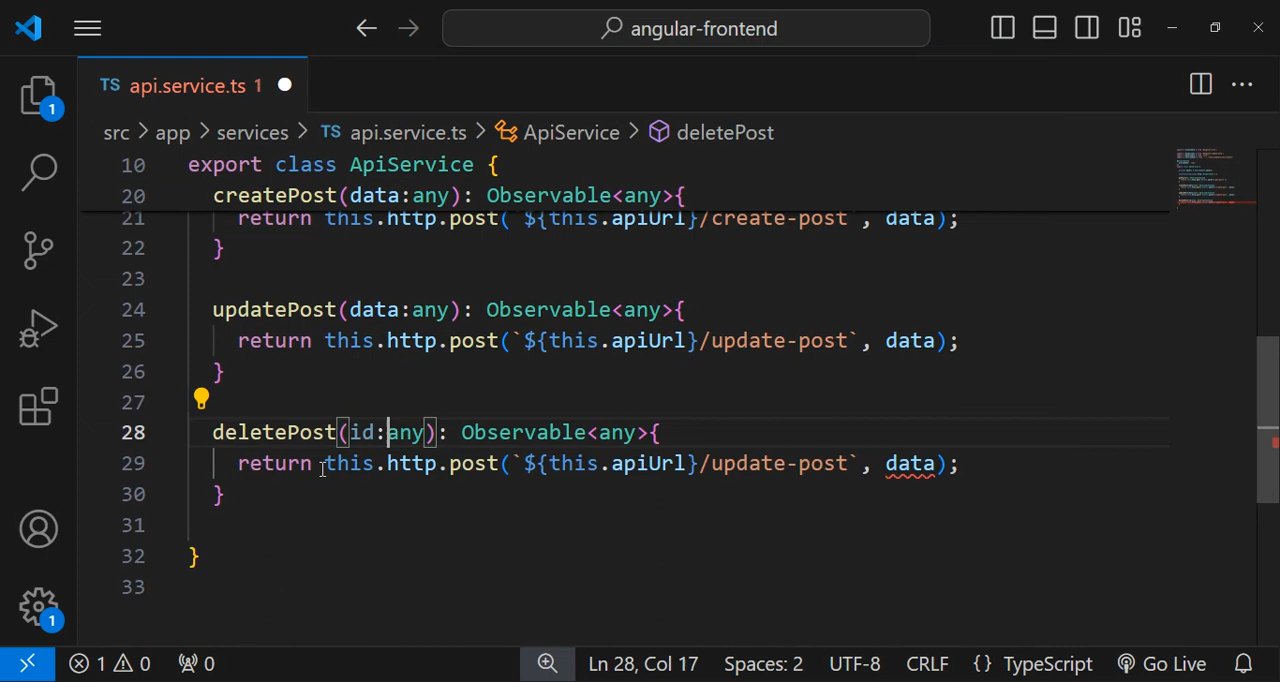 angular-frontend
TS api.service.ts 1
src > app > services > TS api.service.ts > ApiService > deletePost
1
10 export class ApiService {
20 createPost(data:any): Observable<any>{
21 return this.http.post(`${this.apiUrl}/create-post`, data);
22 }
23
24 updatePost(data:any): Observable<any>{
25 return this.http.post(`${this.apiUrl}/update-post`, data);
26 }
27
28 deletePost(id:any): Observable<any>{
29 return this.http.post(`${this.apiUrl}/update-post`, data);
30 }
31
32 }
33
1
1 0 0 Ln 28, Col 17 Spaces: 2 UTF-8 CRLF {} TypeScript Go Live